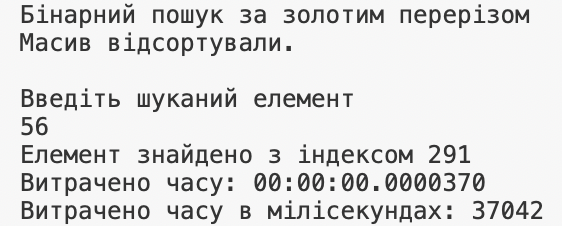 Бінарний пошук за золотим перерізом
Масив відсортували.
Введіть шуканий елемент
56
Елемент знайдено з індексом 291
Витрачено часу: 00:00:00.0000370
Витрачено часу в мілісекундах: 37042